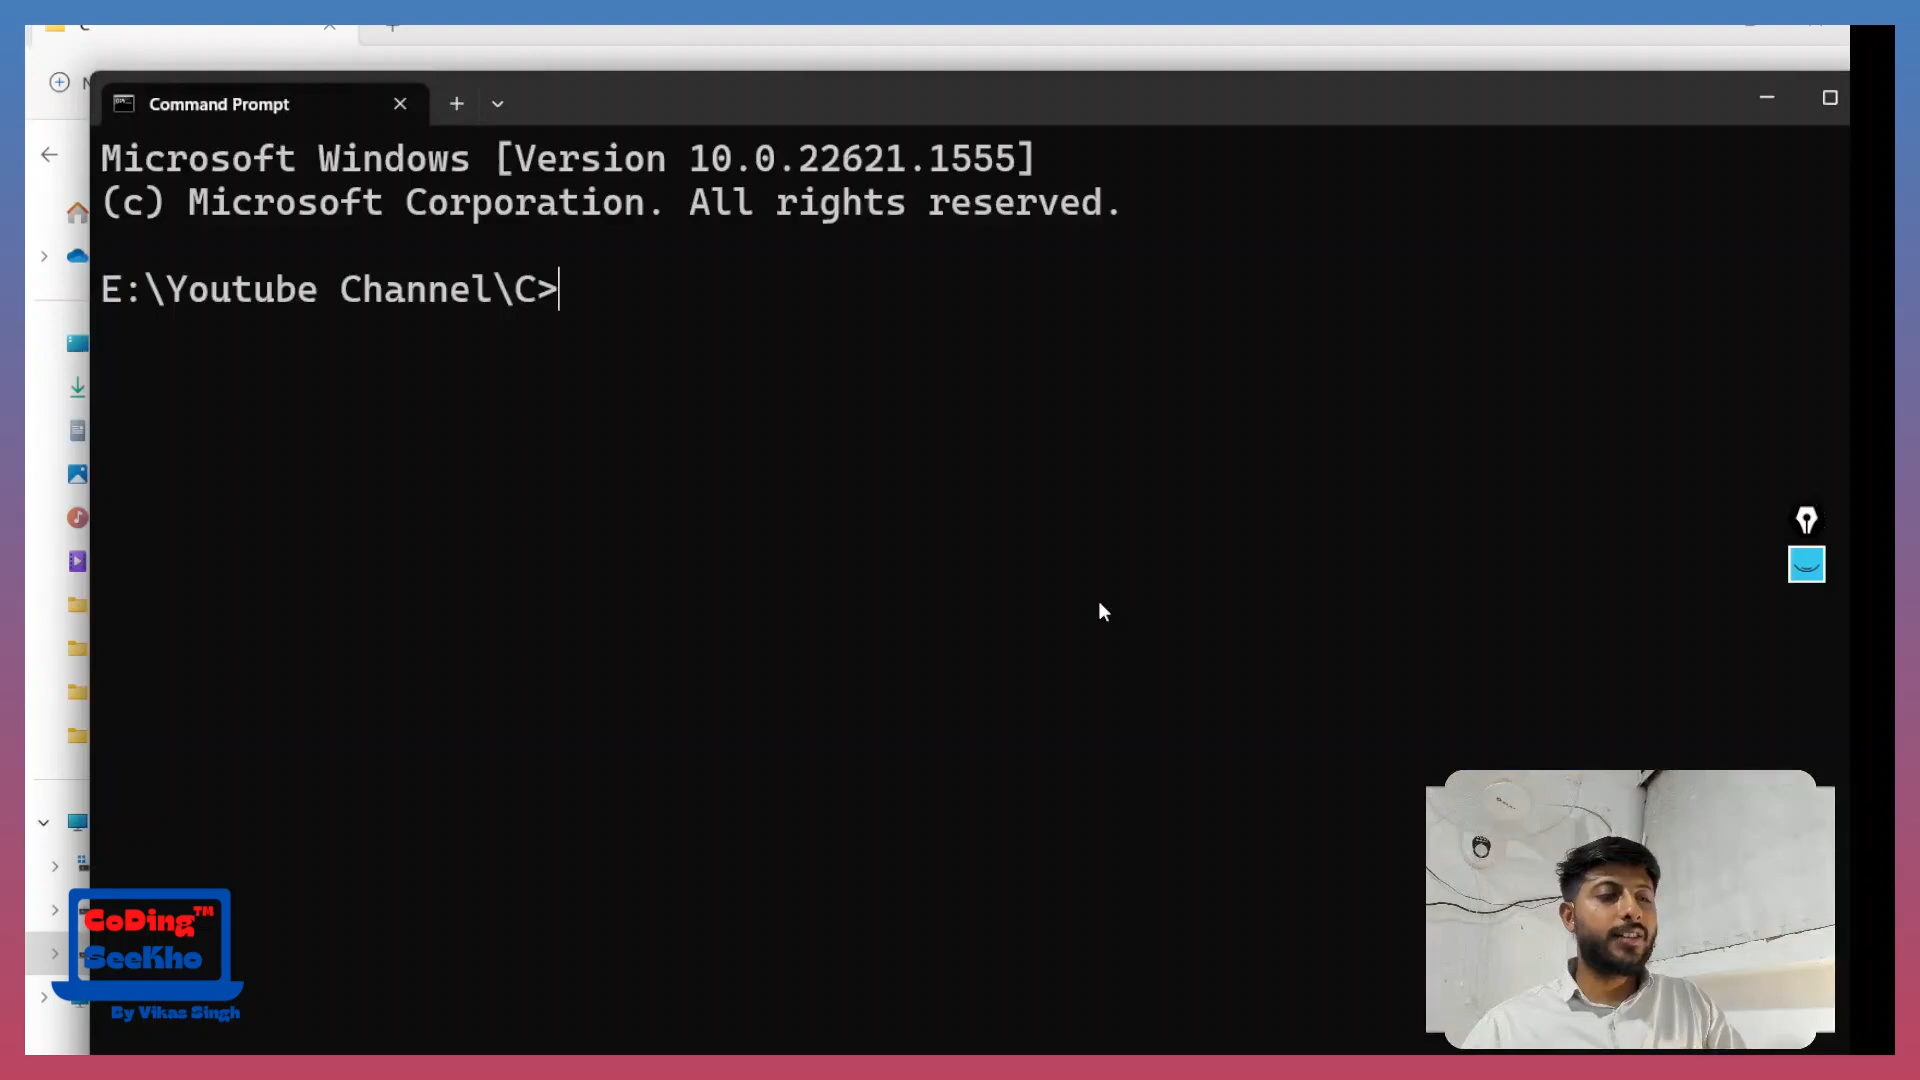 Command Prompt
Microsoft Windows [Version 10.0.22621.1555]
(c) Microsoft Corporation. All rights reserved.
E:\Youtube Channel\C>
CoDing™
SeeKho
By Vikas Singh